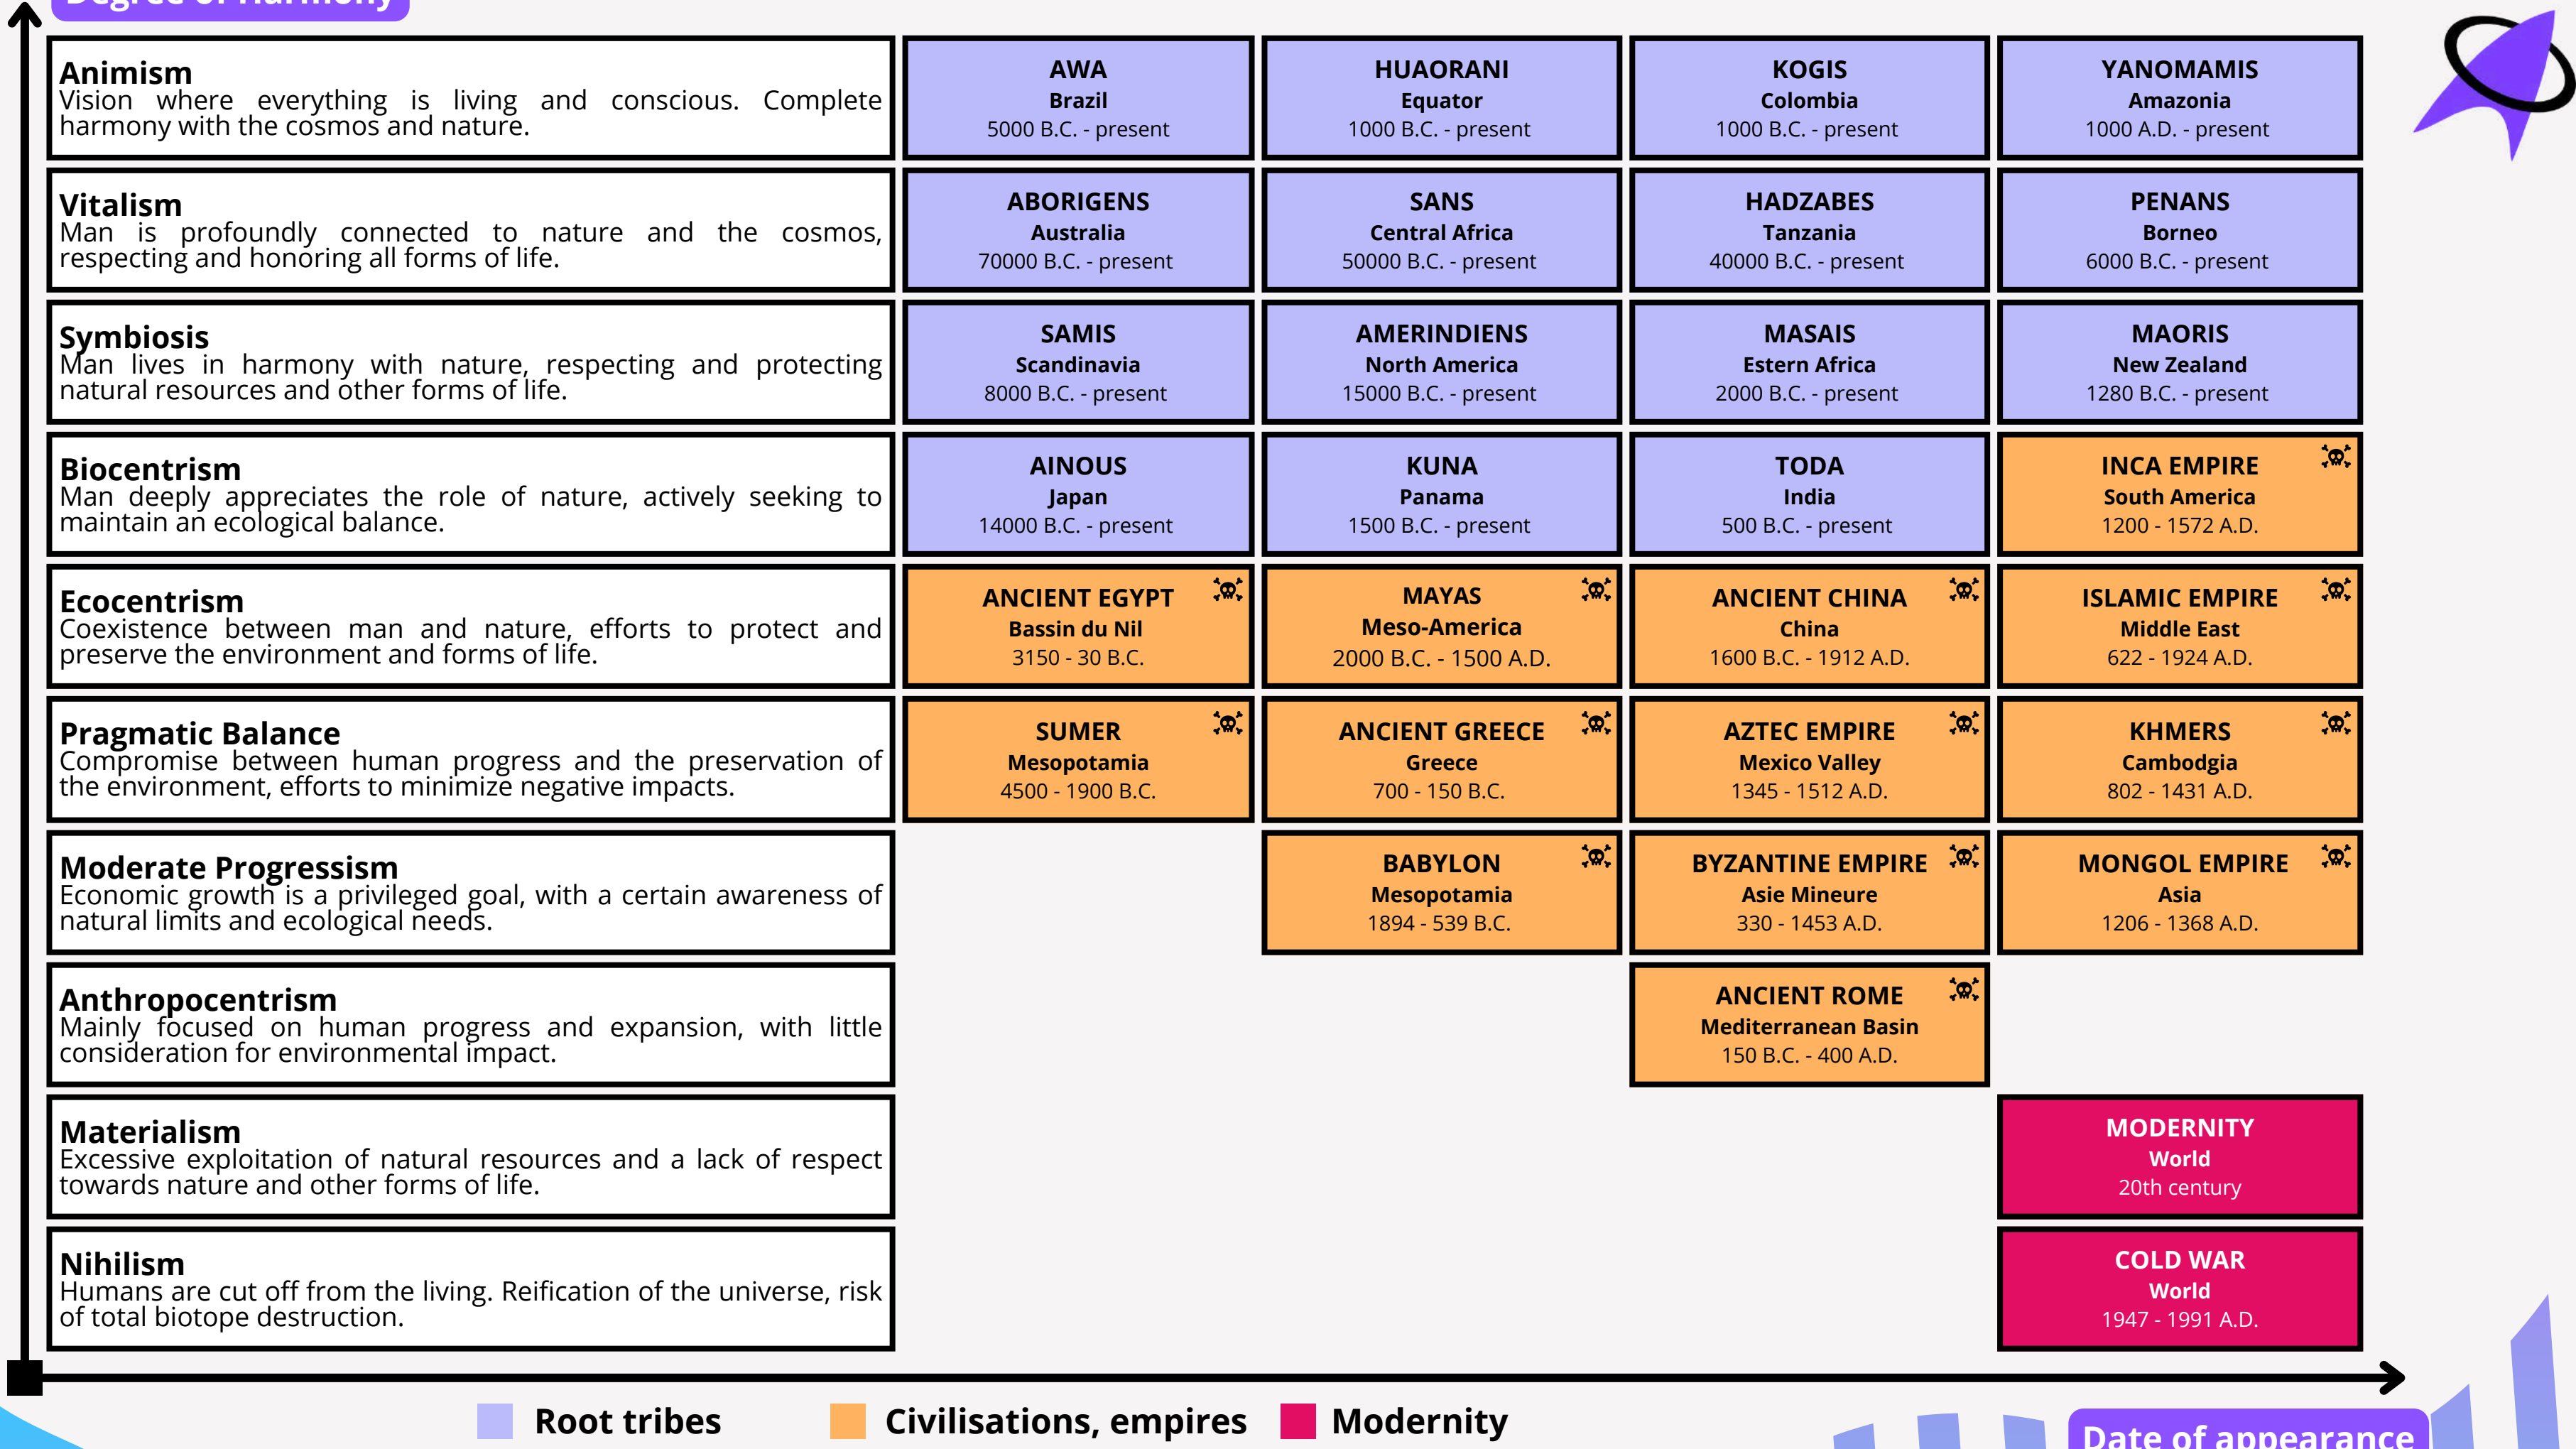 Degree of Harmony
Animism
Vision where everything is living and conscious. Complete
harmony with the cosmos and nature.
AWA
Brazil
5000 B.C. - present
HUAORANI
Equator
1000 B.C. - present
KOGIS
Colombia
1000 B.C. - present
YANOMAMIS
Amazonia
1000 A.D. - present
Vitalism
Man is profoundly connected to nature and the cosmos,
respecting and honoring all forms of life.
ABORIGENS
Australia
70000 B.C. - present
SANS
Central Africa
50000 B.C. - present
HADZABES
Tanzania
40000 B.C. - present
PENANS
Borneo
6000 B.C. - present
Symbiosis
Man lives in harmony with nature, respecting and protecting
natural resources and other forms of life.
SAMIS
Scandinavia
8000 B.C. - present
AMERINDIENS
North America
15000 B.C. - present
MASAIS
Estern Africa
2000 B.C. - present
MAORIS
New Zealand
1280 B.C. - present
Biocentrism
Man deeply appreciates the role of nature, actively seeking to
maintain an ecological balance.
AINOUS
Japan
14000 B.C. - present
KUNA
Panama
1500 B.C. - present
TODA
India
500 B.C. - present
INCA EMPIRE
South America
1200 - 1572 A.D.
Ecocentrism
Coexistence between man and nature, efforts to protect and
preserve the environment and forms of life.
ANCIENT EGYPT
Bassin du Nil
3150 - 30 B.C.
MAYAS
Meso-America
2000 B.C. - 1500 A.D.
ANCIENT CHINA
China
1600 B.C. - 1912 A.D.
ISLAMIC EMPIRE
Middle East
622 - 1924 A.D.
Pragmatic Balance
Compromise between human progress and the preservation of
the environment, efforts to minimize negative impacts.
SUMER
Mesopotamia
4500 - 1900 B.C.
ANCIENT GREECE
Greece
700 - 150 B.C.
AZTEC EMPIRE
Mexico Valley
1345 - 1512 A.D.
KHMERS
Cambodgia
802 - 1431 A.D.
Moderate Progressism
Economic growth is a privileged goal, with a certain awareness of
natural limits and ecological needs.
BABYLON
Mesopotamia
1894 - 539 B.C.
BYZANTINE EMPIRE
Asie Mineure
330 - 1453 A.D.
MONGOL EMPIRE
Asia
1206 - 1368 A.D.
Anthropocentrism
Mainly focused on human progress and expansion, with little
consideration for environmental impact.
ANCIENT ROME
Mediterranean Basin
150 B.C. - 400 A.D.
Materialism
Excessive exploitation of natural resources and a lack of respect
towards nature and other forms of life.
MODERNITY
World
20th century
Nihilism
Humans are cut off from the living. Reification of the universe, risk
of total biotope destruction.
COLD WAR
World
1947 - 1991 A.D.
Root tribes
Civilisations, empires
Modernity
Date of appearance